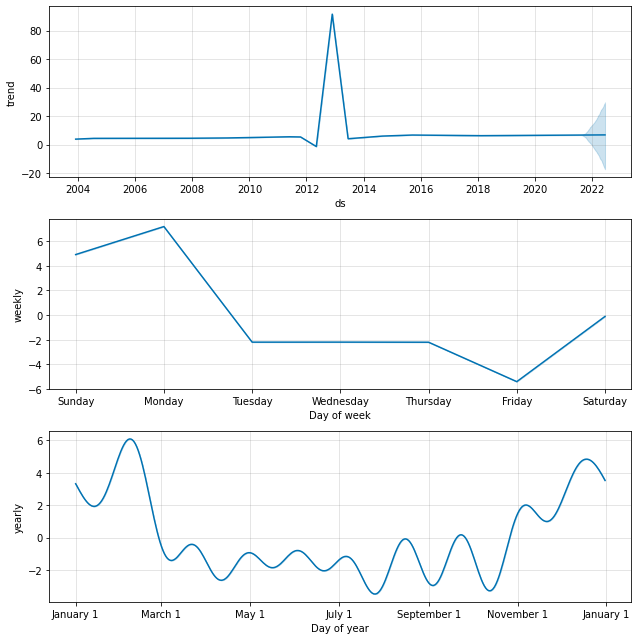 80
60
40
20
0
−20
trend
2004 2006 2008 2010 2012 2014 2016 2018 2020 2022
ds
6
4
2
0
−2
−4
−6
weekly
Sunday Monday Tuesday Wednesday Thursday Friday Saturday
Day of week
6
4
2
0
−2
yearly
January 1 March 1 May 1 July 1 September 1 November 1 January 1
Day of year